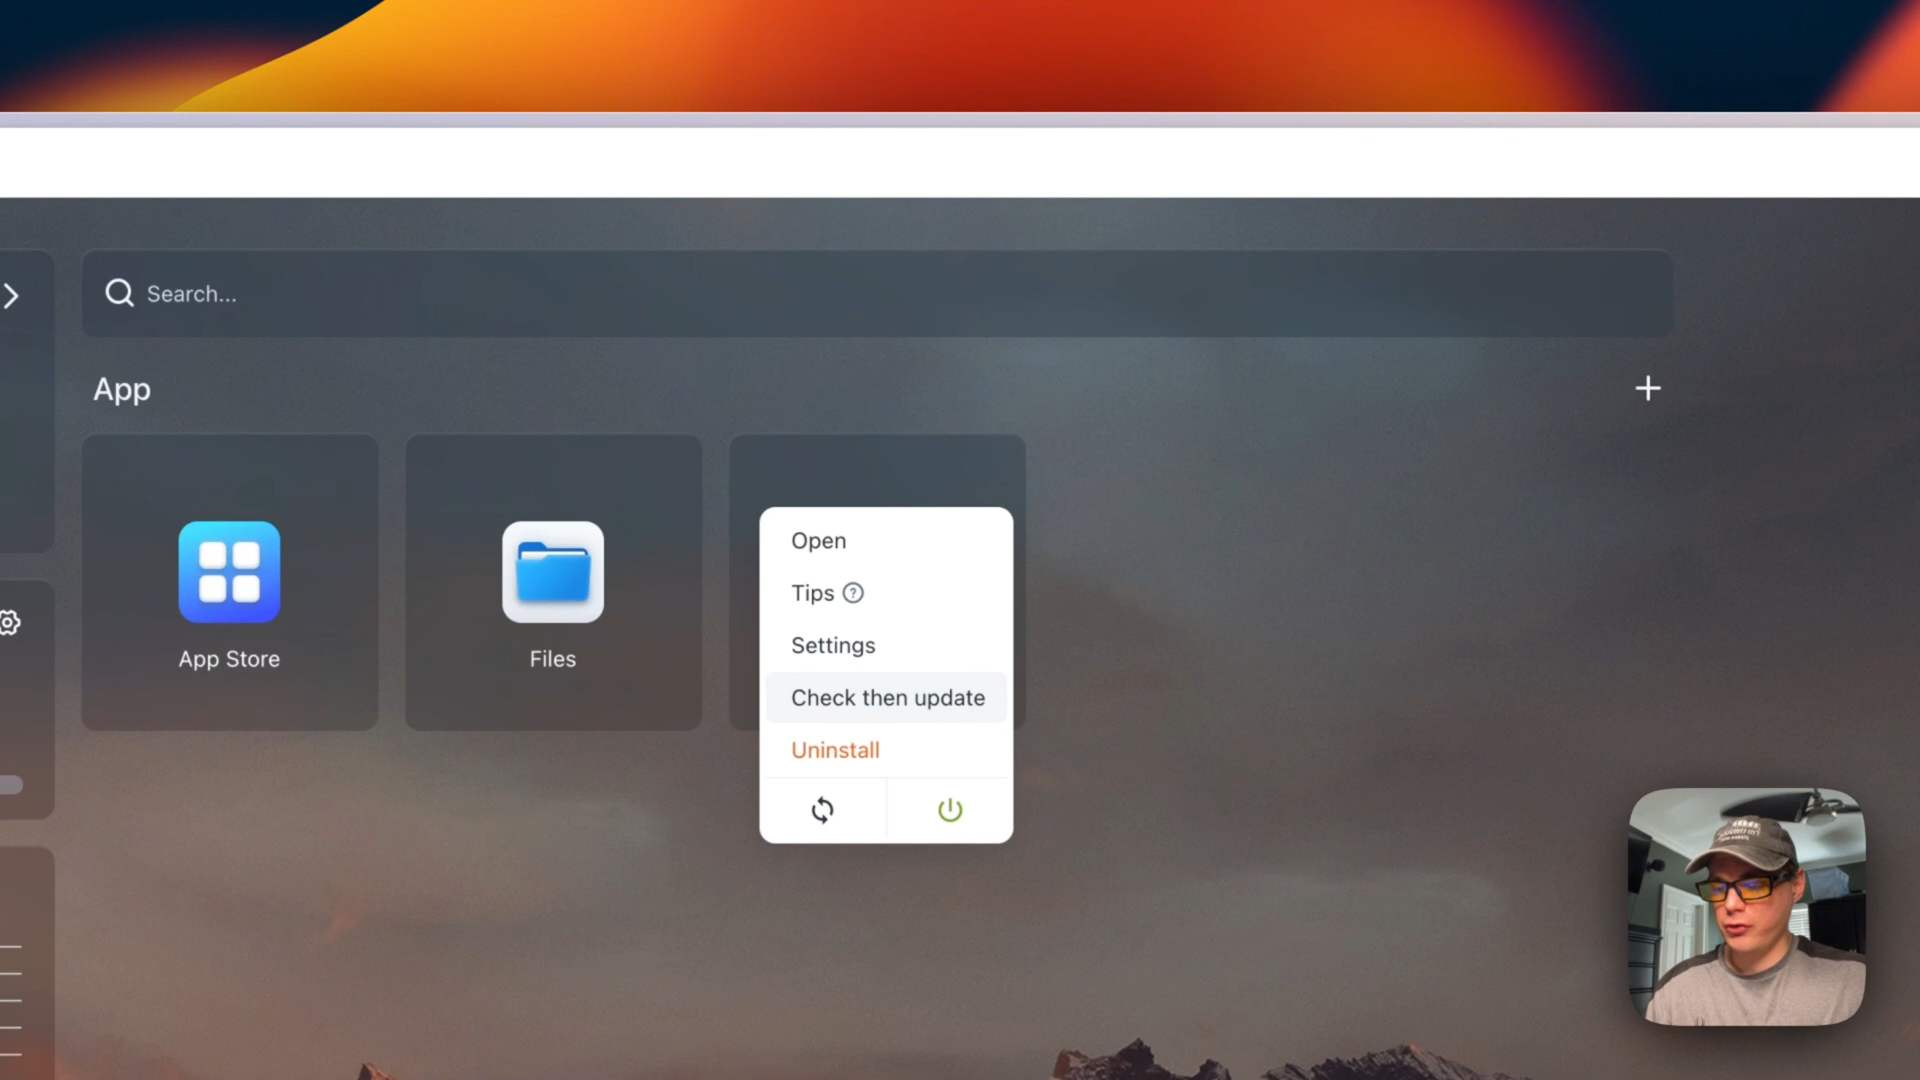 Search...
App
App Store
Files
Open
Tips
Settings
Check then update
Uninstall